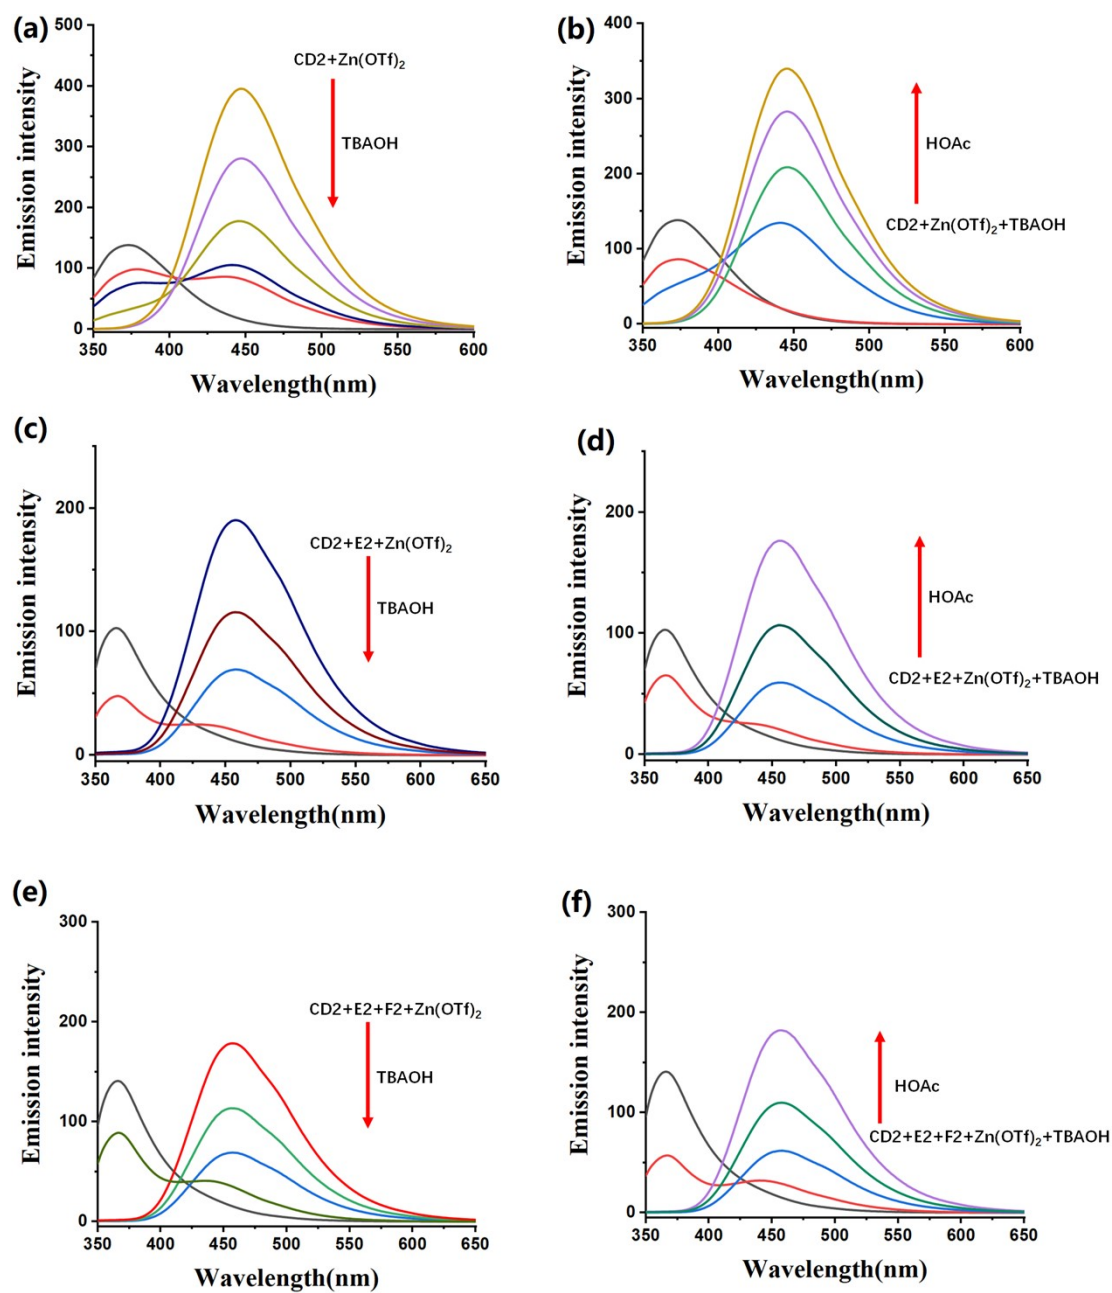 (a)
500
400
300
200
100
0
350 400 450 500 550 600
Emission intensity
Wavelength(nm)
CD2+Zn(OTf)2
TBAOH
(b)
400
300
200
100
0
350 400 450 500 550 600
Emission intensity
Wavelength(nm)
HOAc
CD2+Zn(OTf)2+TBAOH
(c)
200
100
0
350 400 450 500 550 600 650
Emission intensity
Wavelength(nm)
CD2+E2+Zn(OTf)2
TBAOH
(d)
200
100
0
350 400 450 500 550 600 650
Emission intensity
Wavelength(nm)
HOAc
CD2+E2+Zn(OTf)2+TBAOH
(e)
300
200
100
0
350 400 450 500 550 600 650
Emission intensity
Wavelength(nm)
CD2+E2+F2+Zn(OTf)2
TBAOH
(f)
300
200
100
0
350 400 450 500 550 600 650
Emission intensity
Wavelength(nm)
HOAc
CD2+E2+F2+Zn(OTf)2+TBAOH